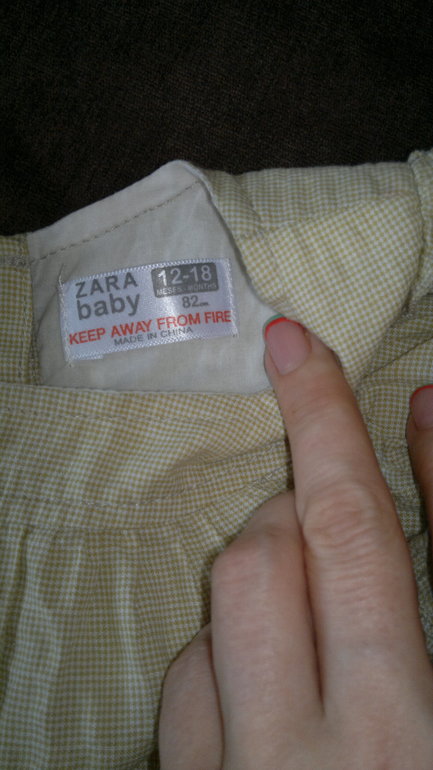 ZARA
baby
12-18
MESES - MONTHS
82cm
KEEP AWAY FROM FIRE
MADE IN CHINA